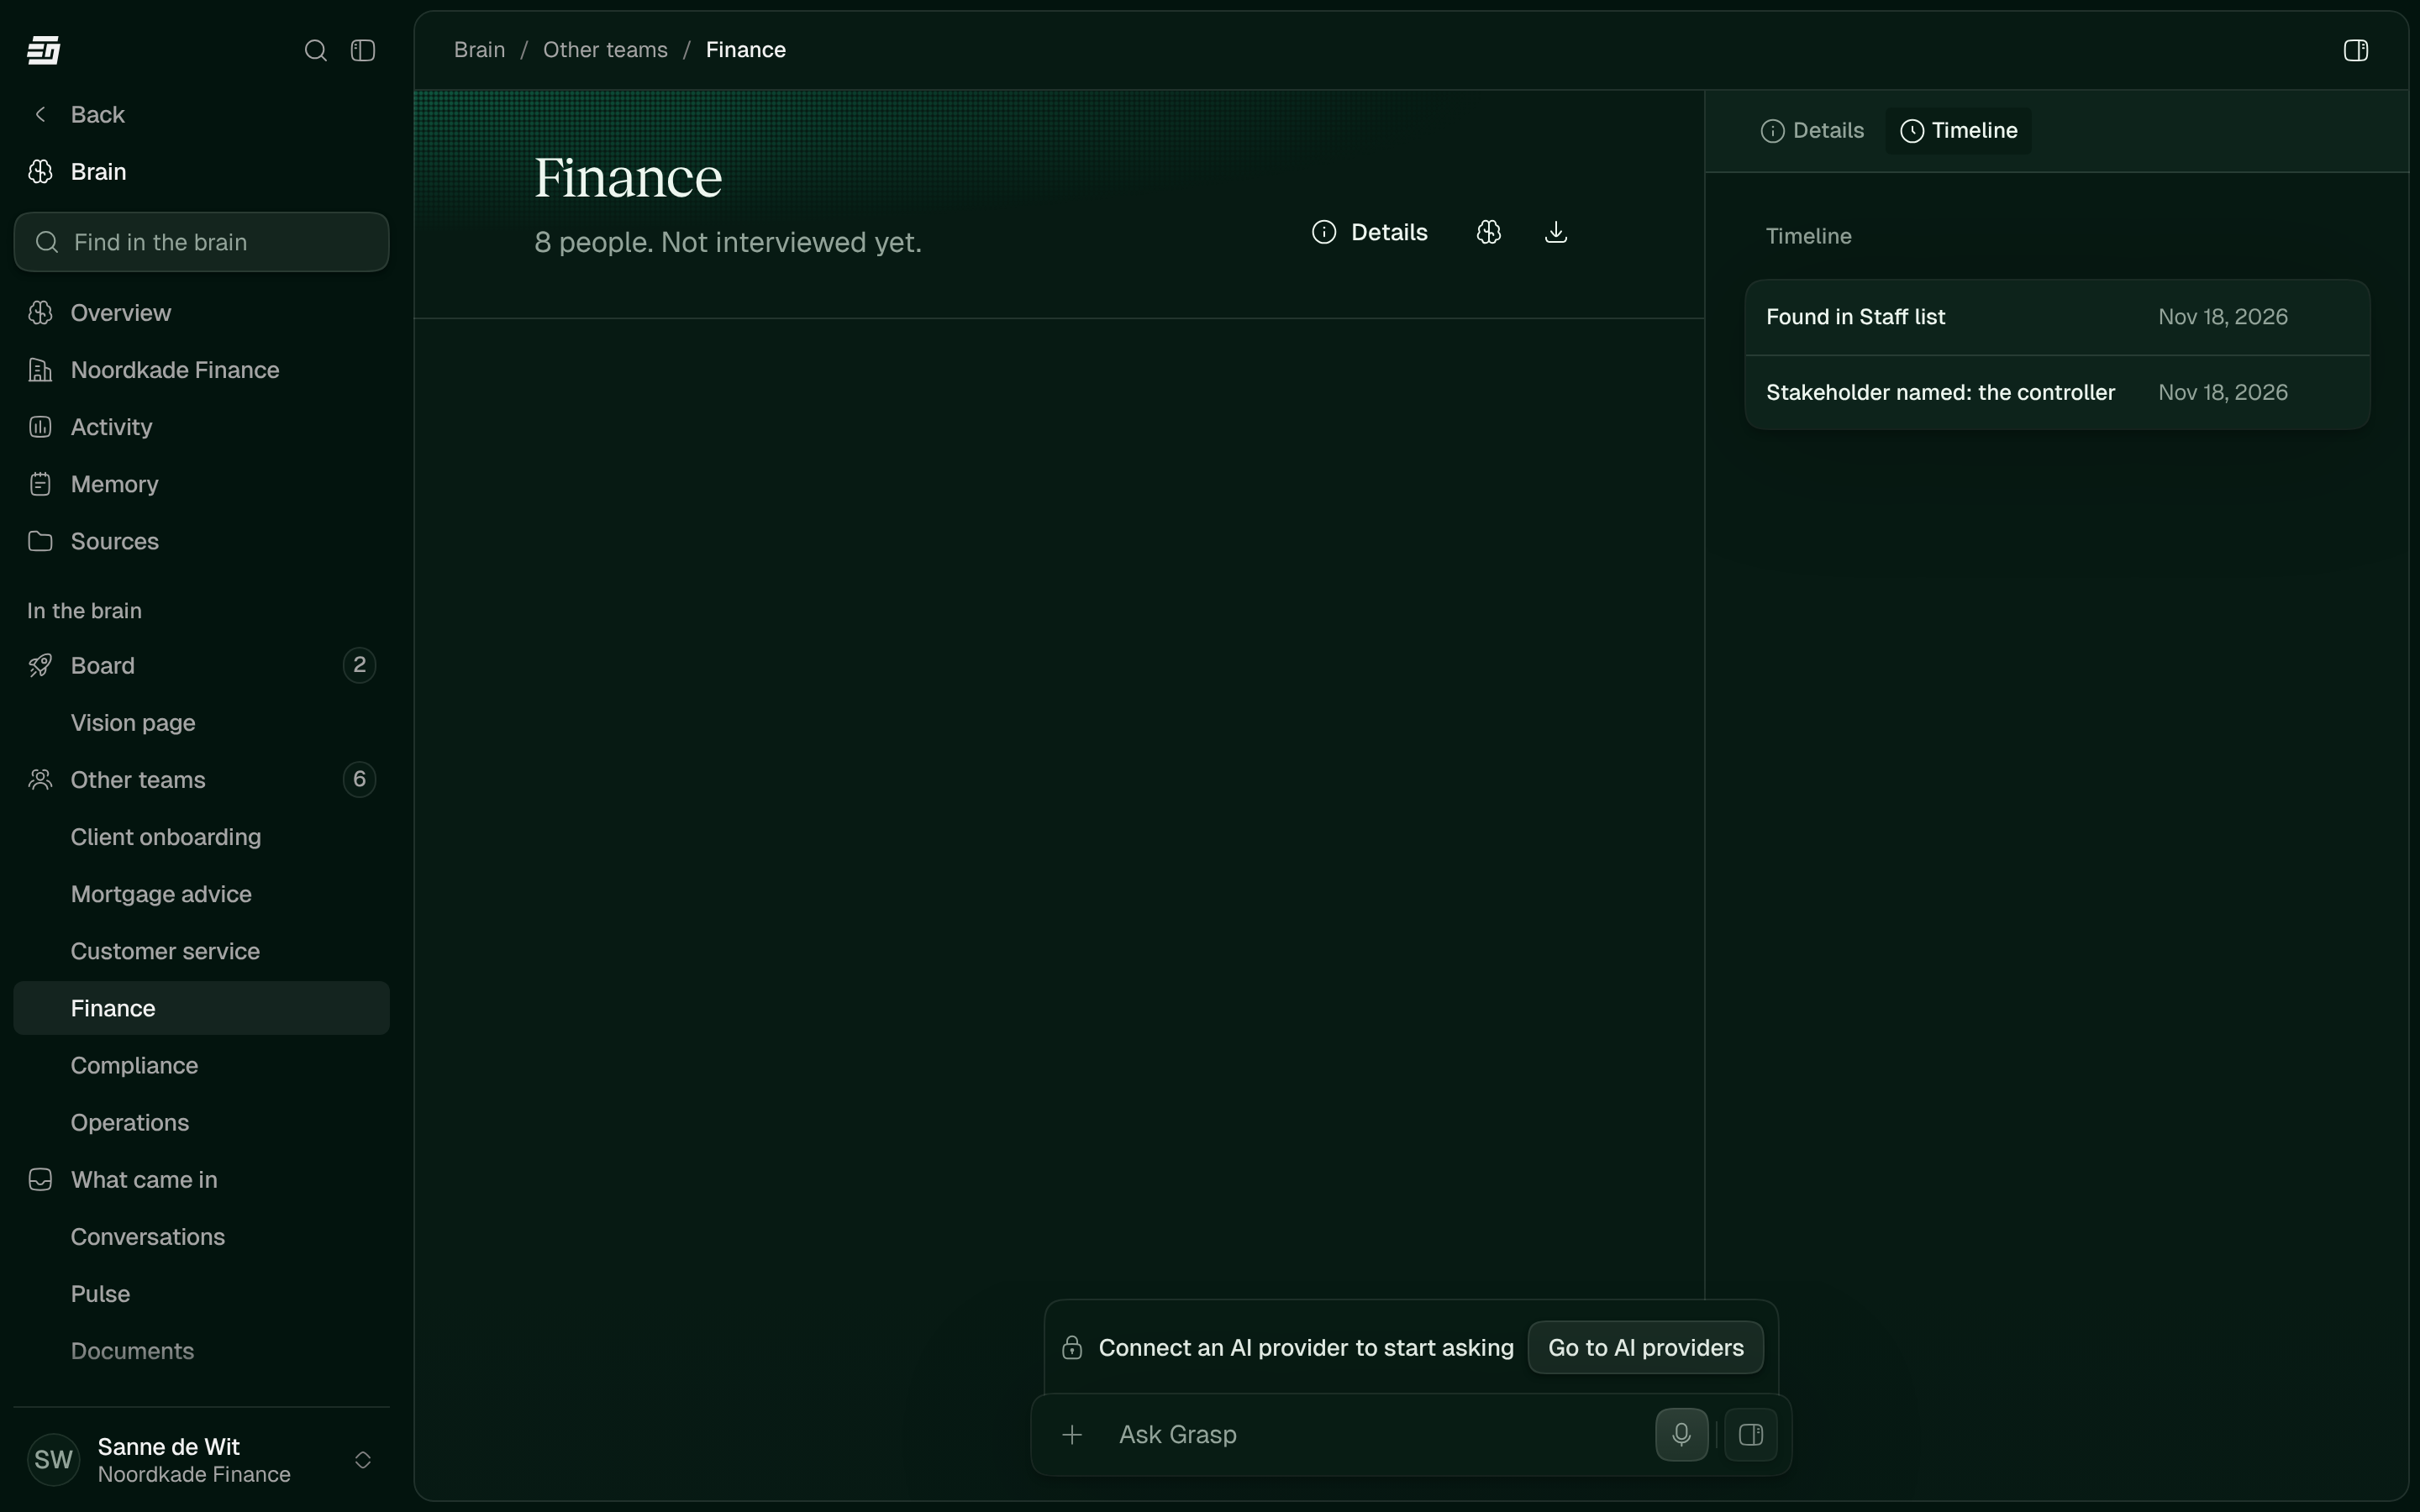 Back
Brain
Find in the brain
Overview
Noordkade Finance
Activity
Memory
Sources
In the brain
Board 2
Vision page
Other teams 6
Client onboarding
Mortgage advice
Customer service
Finance
Compliance
Operations
What came in
Conversations
Pulse
Documents
SW
Sanne de Wit
Noordkade Finance
Brain / Other teams / Finance
Finance
8 people. Not interviewed yet.
Details
Details
Timeline
Timeline
Found in Staff list Nov 18, 2026
Stakeholder named: the controller Nov 18, 2026
Connect an AI provider to start asking
Go to AI providers
Ask Grasp